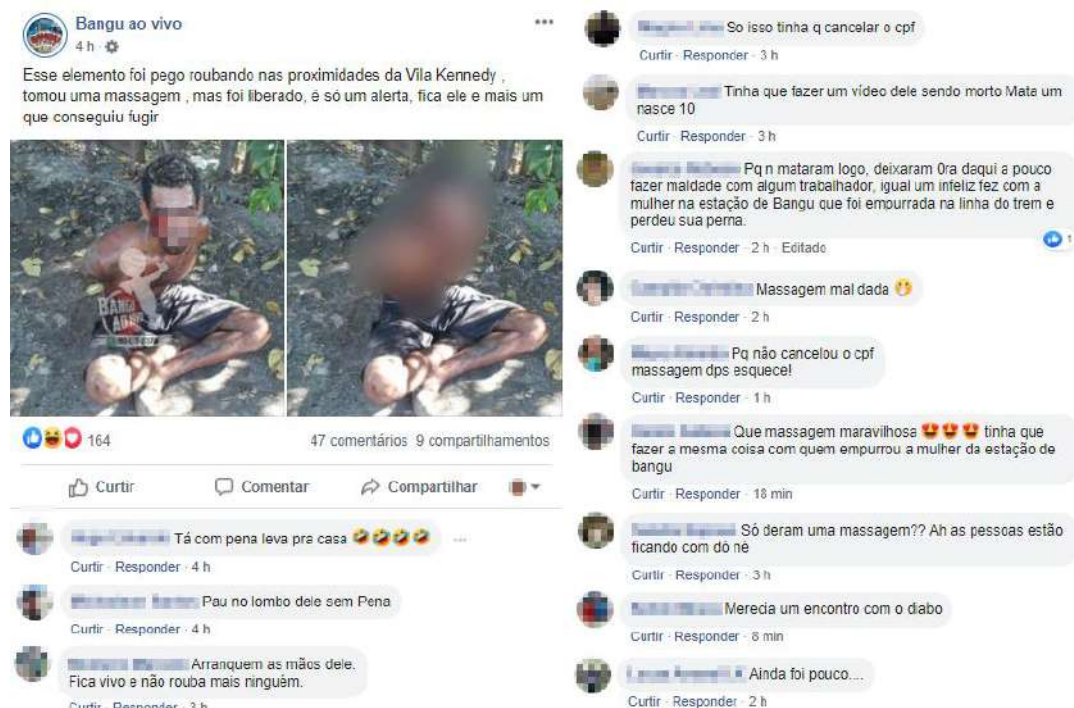 Bangu ao vivo
4 h
Esse elemento foi pego roubando nas proximidades da Vila Kennedy ,
tomou uma massagem , mas foi liberado, é só um alerta, fica ele e mais um
que conseguiu fugir
BANGU
AO VIVO
164
47 comentários 9 compartilhamentos
Curtir
Comentar
Compartilhar
Tá com pena leva pra casa 🤣🤣🤣🤣
Curtir · Responder · 4 h
Pau no lombo dele sem Pena
Curtir · Responder · 4 h
Arranquem as mãos dele.
Fica vivo e não rouba mais ninguém.
Curtir · Responder · 3 h
So isso tinha q cancelar o cpf
Curtir · Responder · 3 h
Tinha que fazer um vídeo dele sendo morto Mata um
nasce 10
Curtir · Responder · 3 h
Pq n mataram logo, deixaram 0ra daqui a pouco
fazer maldade com algum trabalhador, igual um infeliz fez com a
mulher na estação de Bangu que foi empurrada na linha do trem e
perdeu sua perna.
Curtir · Responder · 2 h · Editado
1
Massagem mal dada 🤭
Curtir · Responder · 2 h
Pq não cancelou o cpf
massagem dps esquece!
Curtir · Responder · 1 h
Que massagem maravilhosa 😍😍😍 tinha que
fazer a mesma coisa com quem empurrou a mulher da estação de
bangu
Curtir · Responder · 18 min
Só deram uma massagem?? Ah as pessoas estão
ficando com dó nè
Curtir · Responder · 3 h
Merecia um encontro com o diabo
Curtir · Responder · 8 min
Ainda foi pouco....
Curtir · Responder · 2 h